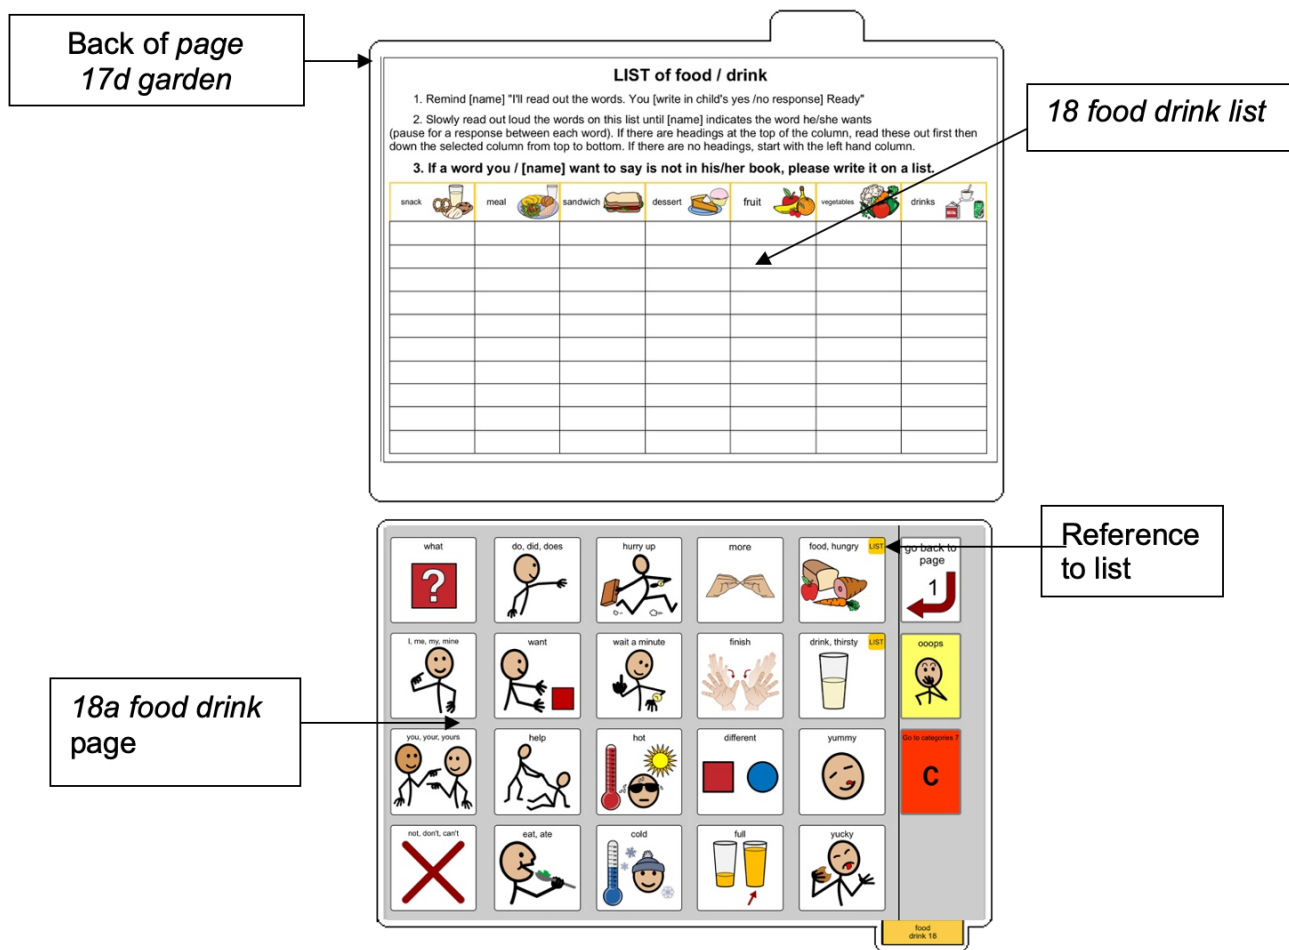 Back of page
17d garden
LIST of food / drink
1. Remind [name] "I'll read out the words. You [write in child's yes /no response] Ready"
2. Slowly read out loud the words on this list until [name] indicates the word he/she wants
(pause for a response between each word). If there are headings at the top of the column, read these out first then
down the selected column from top to bottom. If there are no headings, start with the left hand column.
3. If a word you / [name] want to say is not in his/her book, please write it on a list.
18 food drink list
snack meal sandwich dessert fruit vegetables drinks
Reference
to list
18a food drink
page
what do, did, does hurry up more food, hungry LIST go back to
page
1
?
I, me, my, mine want wait a minute finish drink, thirsty LIST ooops
you, your, yours help hot different yummy Go to categories 7
C
not, don't, can't eat, ate cold full yucky
food
drink 18